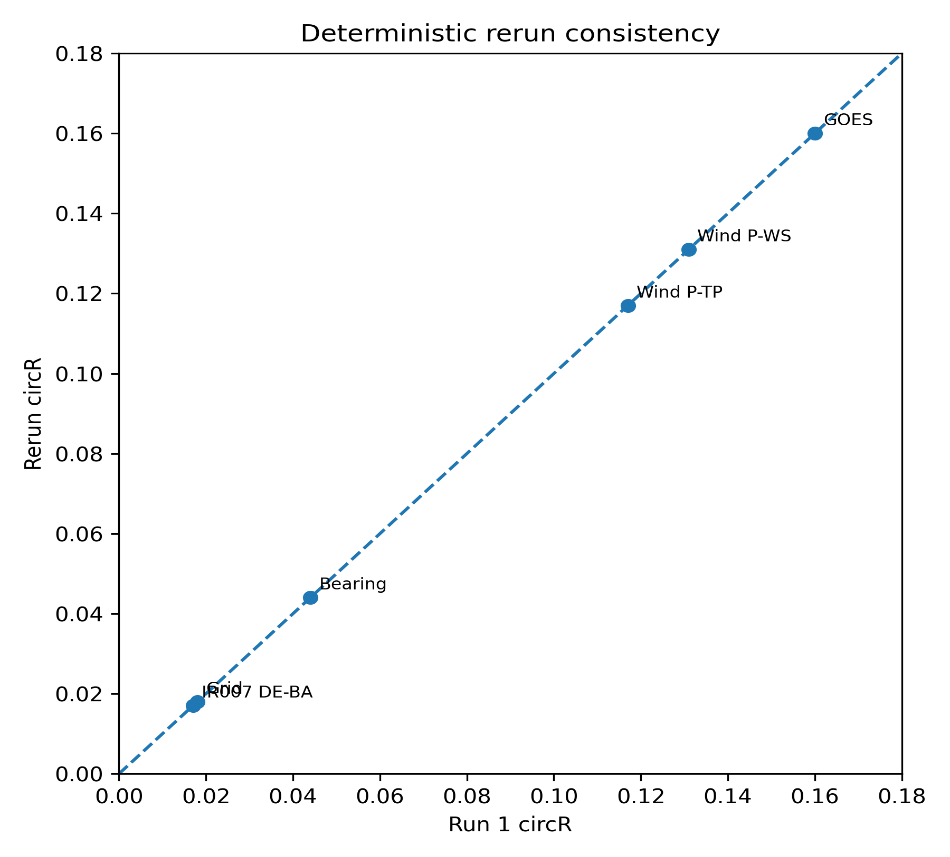 Deterministic rerun consistency
0.18
0.16
0.14
0.12
0.10
0.08
0.06
0.04
0.02
0.00
Rerun circR
GOES
Wind P-WS
Wind P-TP
Bearing
Grid
IR007 DE-BA
0.00 0.02 0.04 0.06 0.08 0.10 0.12 0.14 0.16 0.18
Run 1 circR